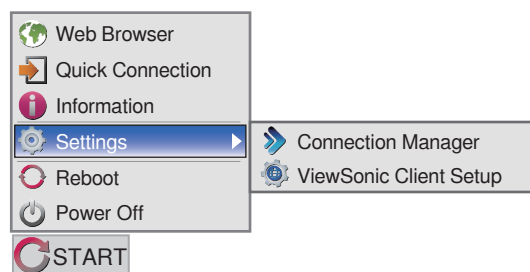 Web Browser
Quick Connection
Information
Settings
Connection Manager
Reboot
ViewSonic Client Setup
Power Off
START